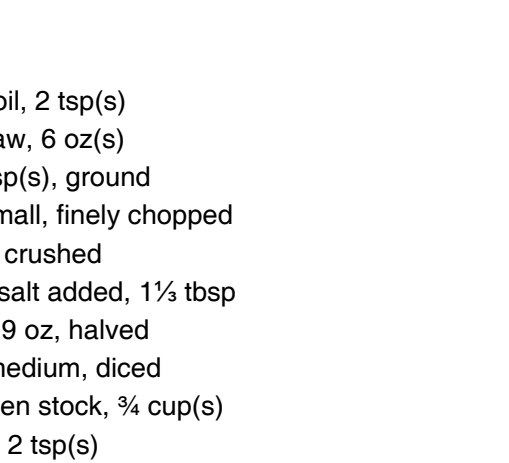 oil, 2 tsp(s)
aw, 6 oz(s)
sp(s), ground
mall, finely chopped
crushed
salt added, 1⅓ tbsp
9 oz, halved
medium, diced
en stock, ¾ cup(s)
, 2 tsp(s)